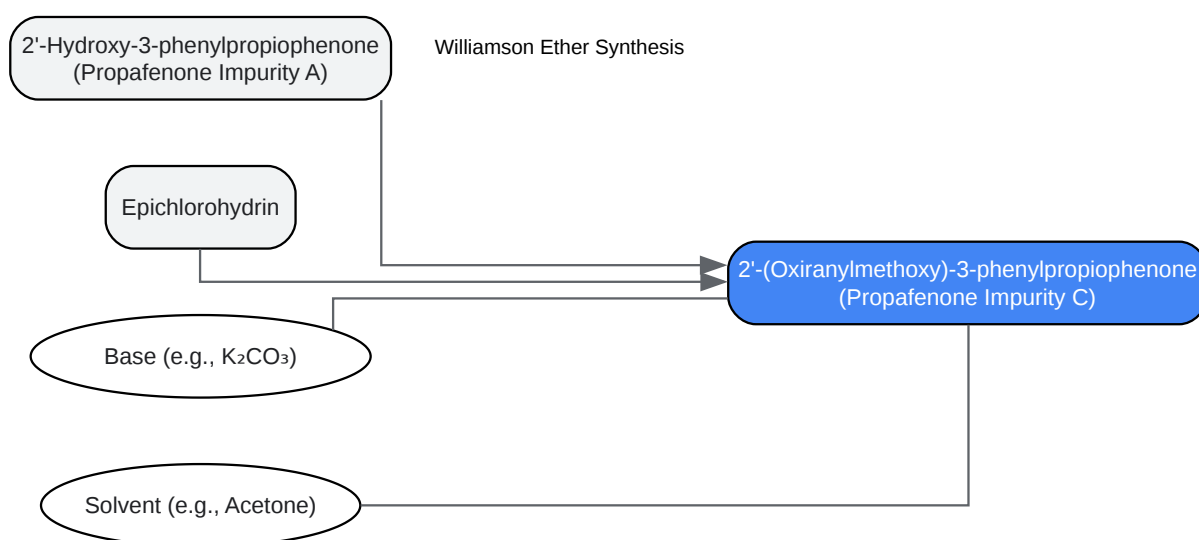 2'-Hydroxy-3-phenylpropiophenone
(Propafenone Impurity A)
Williamson Ether Synthesis
Epichlorohydrin
2'-(Oxiranylmethoxy)-3-phenylpropiophenone
(Propafenone Impurity C)
Base (e.g., K₂CO₃)
Solvent (e.g., Acetone)